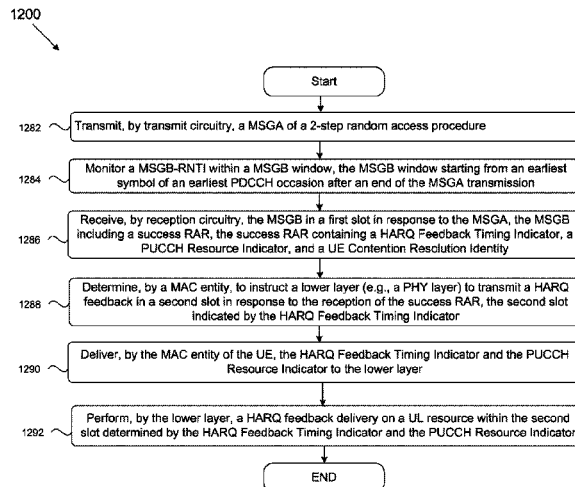 1200
Start
1282
Transmit, by transmit circuitry, a MSGA of a 2-step random access procedure
1284
Monitor a MSGB-RNTI within a MSGB window, the MSGB window starting from an earliest
symbol of an earliest PDCCH occasion after an end of the MSGA transmission
1286
Receive, by reception circuitry, the MSGB in a first slot in response to the MSGA, the MSGB
including a success RAR, the success RAR containing a HARQ Feedback Timing Indicator, a
PUCCH Resource Indicator, and a UE Contention Resolution Identity
1288
Determine, by a MAC entity, to instruct a lower layer (e.g., a PHY layer) to transmit a HARQ
feedback in a second slot in response to the reception of the success RAR, the second slot
indicated by the HARQ Feedback Timing Indicator
1290
Deliver, by the MAC entity of the UE, the HARQ Feedback Timing Indicator and the PUCCH
Resource Indicator to the lower layer
1292
Perform, by the lower layer, a HARQ feedback delivery on a UL resource within the second
slot determined by the HARQ Feedback Timing Indicator and the PUCCH Resource Indicator
END